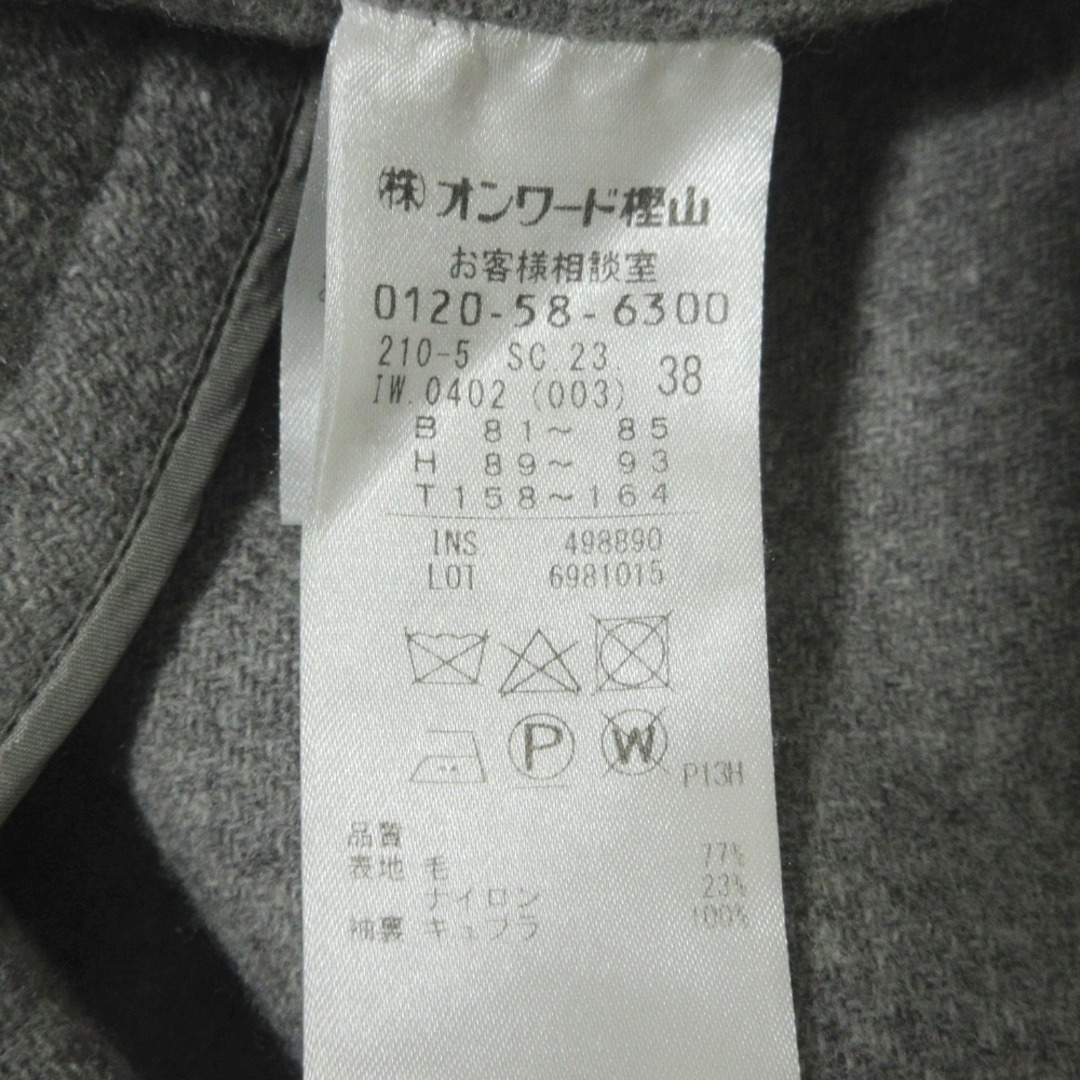 (株)オンワード樫山
お客様相談室
0120-58-6300
210-5 SC.23.
IW.0402 (003) 38
B 81~ 85
H 89~ 93
T158~164
INS 498890
LOT 6981015
P
W
P13H
品質
表地 毛 77%
ナイロン 23%
袖裏 キュプラ 100%